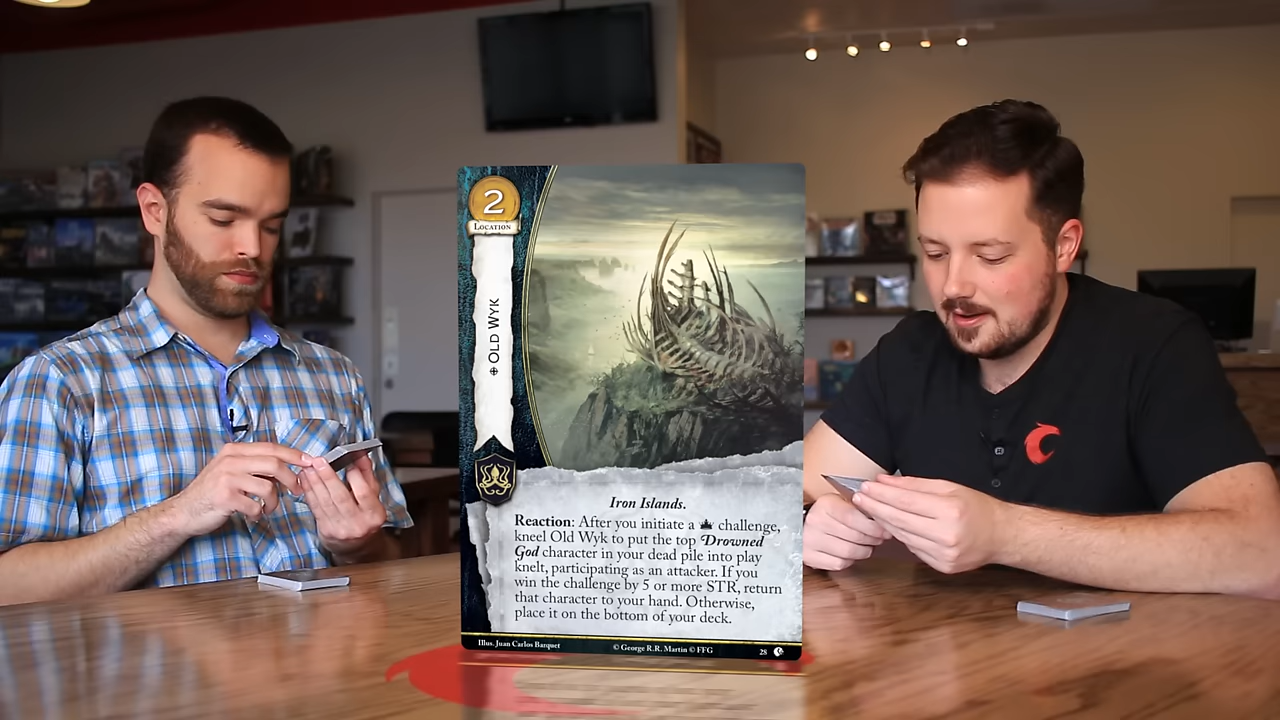 2
LOCATION
OLD WYK
Iron Islands.
Reaction: After you initiate a challenge,
kneel Old Wyk to put the top Drowned
God character in your dead pile into play
knelt, participating as an attacker. If you
win the challenge by 5 or more STR, return
that character to your hand. Otherwise,
place it on the bottom of your deck.
Illus. Juan Carlos Barquet © George R.R. Martin © FFG 28